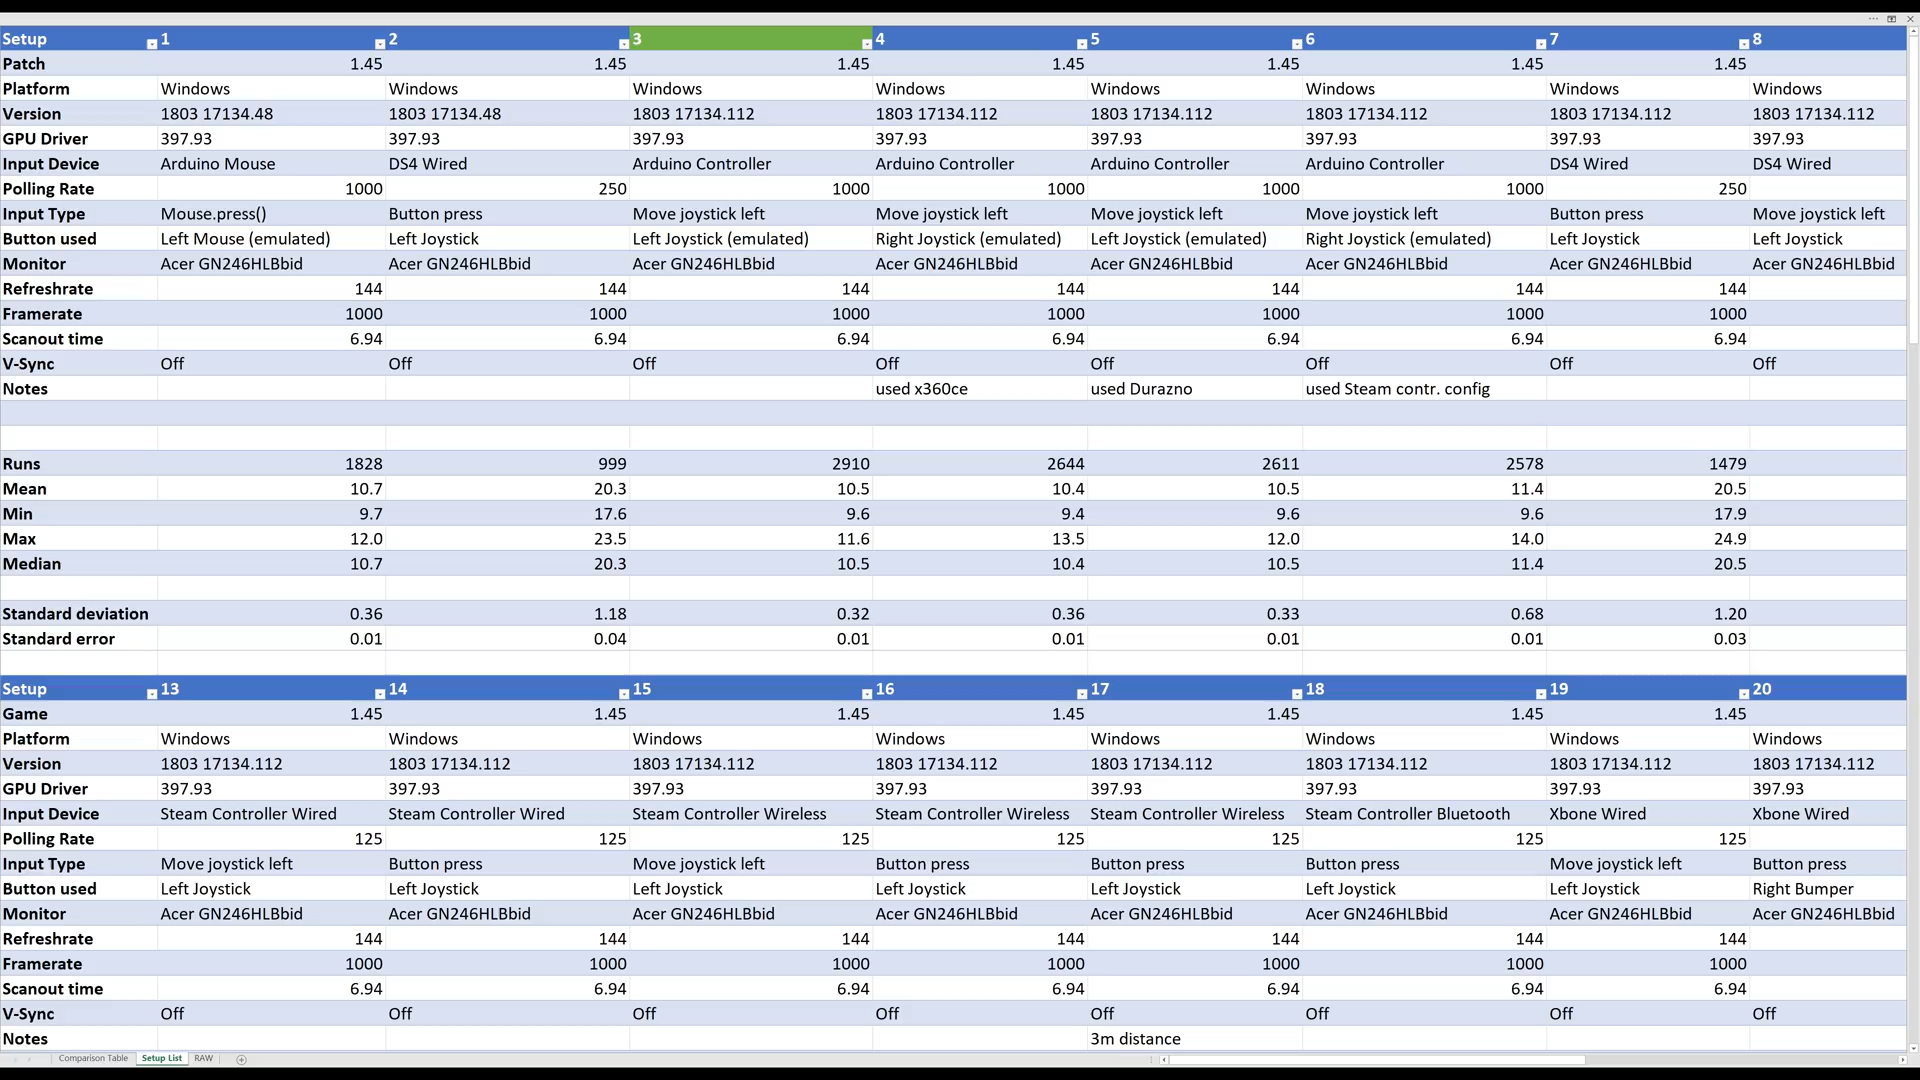 Setup 1 2 3 4 5 6 7 8
Patch 1.45 1.45 1.45 1.45 1.45 1.45 1.45
Platform Windows Windows Windows Windows Windows Windows Windows Windows
Version 1803 17134.48 1803 17134.48 1803 17134.112 1803 17134.112 1803 17134.112 1803 17134.112 1803 17134.112 1803 17134.112
GPU Driver 397.93 397.93 397.93 397.93 397.93 397.93 397.93 397.93
Input Device Arduino Mouse DS4 Wired Arduino Controller Arduino Controller Arduino Controller Arduino Controller DS4 Wired DS4 Wired
Polling Rate 1000 250 1000 1000 1000 1000 250
Input Type Mouse.press() Button press Move joystick left Move joystick left Move joystick left Move joystick left Button press Move joystick left
Button used Left Mouse (emulated) Left Joystick Left Joystick (emulated) Right Joystick (emulated) Left Joystick (emulated) Right Joystick (emulated) Left Joystick Left Joystick
Monitor Acer GN246HLBbid Acer GN246HLBbid Acer GN246HLBbid Acer GN246HLBbid Acer GN246HLBbid Acer GN246HLBbid Acer GN246HLBbid Acer GN246HLBbid
Refreshrate 144 144 144 144 144 144 144
Framerate 1000 1000 1000 1000 1000 1000 1000
Scanout time 6.94 6.94 6.94 6.94 6.94 6.94 6.94
V-Sync Off Off Off Off Off Off Off Off
Notes used x360ce used Durazno used Steam contr. config
Runs 1828 999 2910 2644 2611 2578 1479
Mean 10.7 20.3 10.5 10.4 10.5 11.4 20.5
Min 9.7 17.6 9.6 9.4 9.6 9.6 17.9
Max 12.0 23.5 11.6 13.5 12.0 14.0 24.9
Median 10.7 20.3 10.5 10.4 10.5 11.4 20.5
Standard deviation 0.36 1.18 0.32 0.36 0.33 0.68 1.20
Standard error 0.01 0.04 0.01 0.01 0.01 0.01 0.03
Setup 13 14 15 16 17 18 19 20
Game 1.45 1.45 1.45 1.45 1.45 1.45 1.45
Platform Windows Windows Windows Windows Windows Windows Windows Windows
Version 1803 17134.112 1803 17134.112 1803 17134.112 1803 17134.112 1803 17134.112 1803 17134.112 1803 17134.112 1803 17134.112
GPU Driver 397.93 397.93 397.93 397.93 397.93 397.93 397.93 397.93
Input Device Steam Controller Wired Steam Controller Wired Steam Controller Wireless Steam Controller Wireless Steam Controller Wireless Steam Controller Bluetooth Xbone Wired Xbone Wired
Polling Rate 125 125 125 125 125 125 125
Input Type Move joystick left Button press Move joystick left Button press Button press Button press Move joystick left Button press
Button used Left Joystick Left Joystick Left Joystick Left Joystick Left Joystick Left Joystick Left Joystick Right Bumper
Monitor Acer GN246HLBbid Acer GN246HLBbid Acer GN246HLBbid Acer GN246HLBbid Acer GN246HLBbid Acer GN246HLBbid Acer GN246HLBbid Acer GN246HLBbid
Refreshrate 144 144 144 144 144 144 144
Framerate 1000 1000 1000 1000 1000 1000 1000
Scanout time 6.94 6.94 6.94 6.94 6.94 6.94 6.94
V-Sync Off Off Off Off Off Off Off Off
Notes 3m distance
Comparison Table Setup List RAW